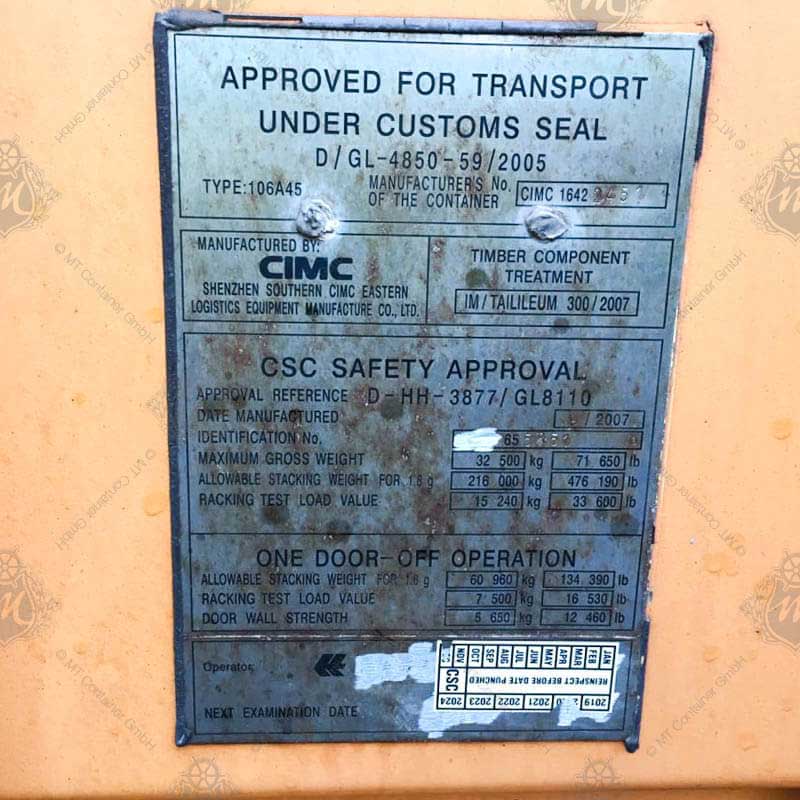 APPROVED FOR TRANSPORT
UNDER CUSTOMS SEAL
D/GL-4850-59/2005
TYPE:106A45
MANUFACTURER'S No.
OF THE CONTAINER
CIMC 1642
MANUFACTURED BY:
CIMC
SHENZHEN SOUTHERN CIMC EASTERN
LOGISTICS EQUIPMENT MANUFACTURE CO., LTD.
TIMBER COMPONENT
TREATMENT
IM/TAILILEUM 300/2007
CSC SAFETY APPROVAL
APPROVAL REFERENCE D-HH-3877/GL8110
DATE MANUFACTURED /2007
IDENTIFICATION No.
MAXIMUM GROSS WEIGHT 32 500 kg 71 650 lb
ALLOWABLE STACKING WEIGHT FOR 1.8 g 216 000 kg 476 190 lb
RACKING TEST LOAD VALUE 15 240 kg 33 600 lb
ONE DOOR-OFF OPERATION
ALLOWABLE STACKING WEIGHT FOR 1.8 g 60 960 kg 134 390 lb
RACKING TEST LOAD VALUE 7 500 kg 16 530 lb
DOOR WALL STRENGTH 5 650 kg 12 460 lb
Operator:
NEXT EXAMINATION DATE
JAN FEB MAR APR MAY JUN JUL AUG SEP OCT NOV
REINSPECT BEFORE DATE PUNCHED
CSC
2019 2021 2022 2023 2024
© MT Container GmbH